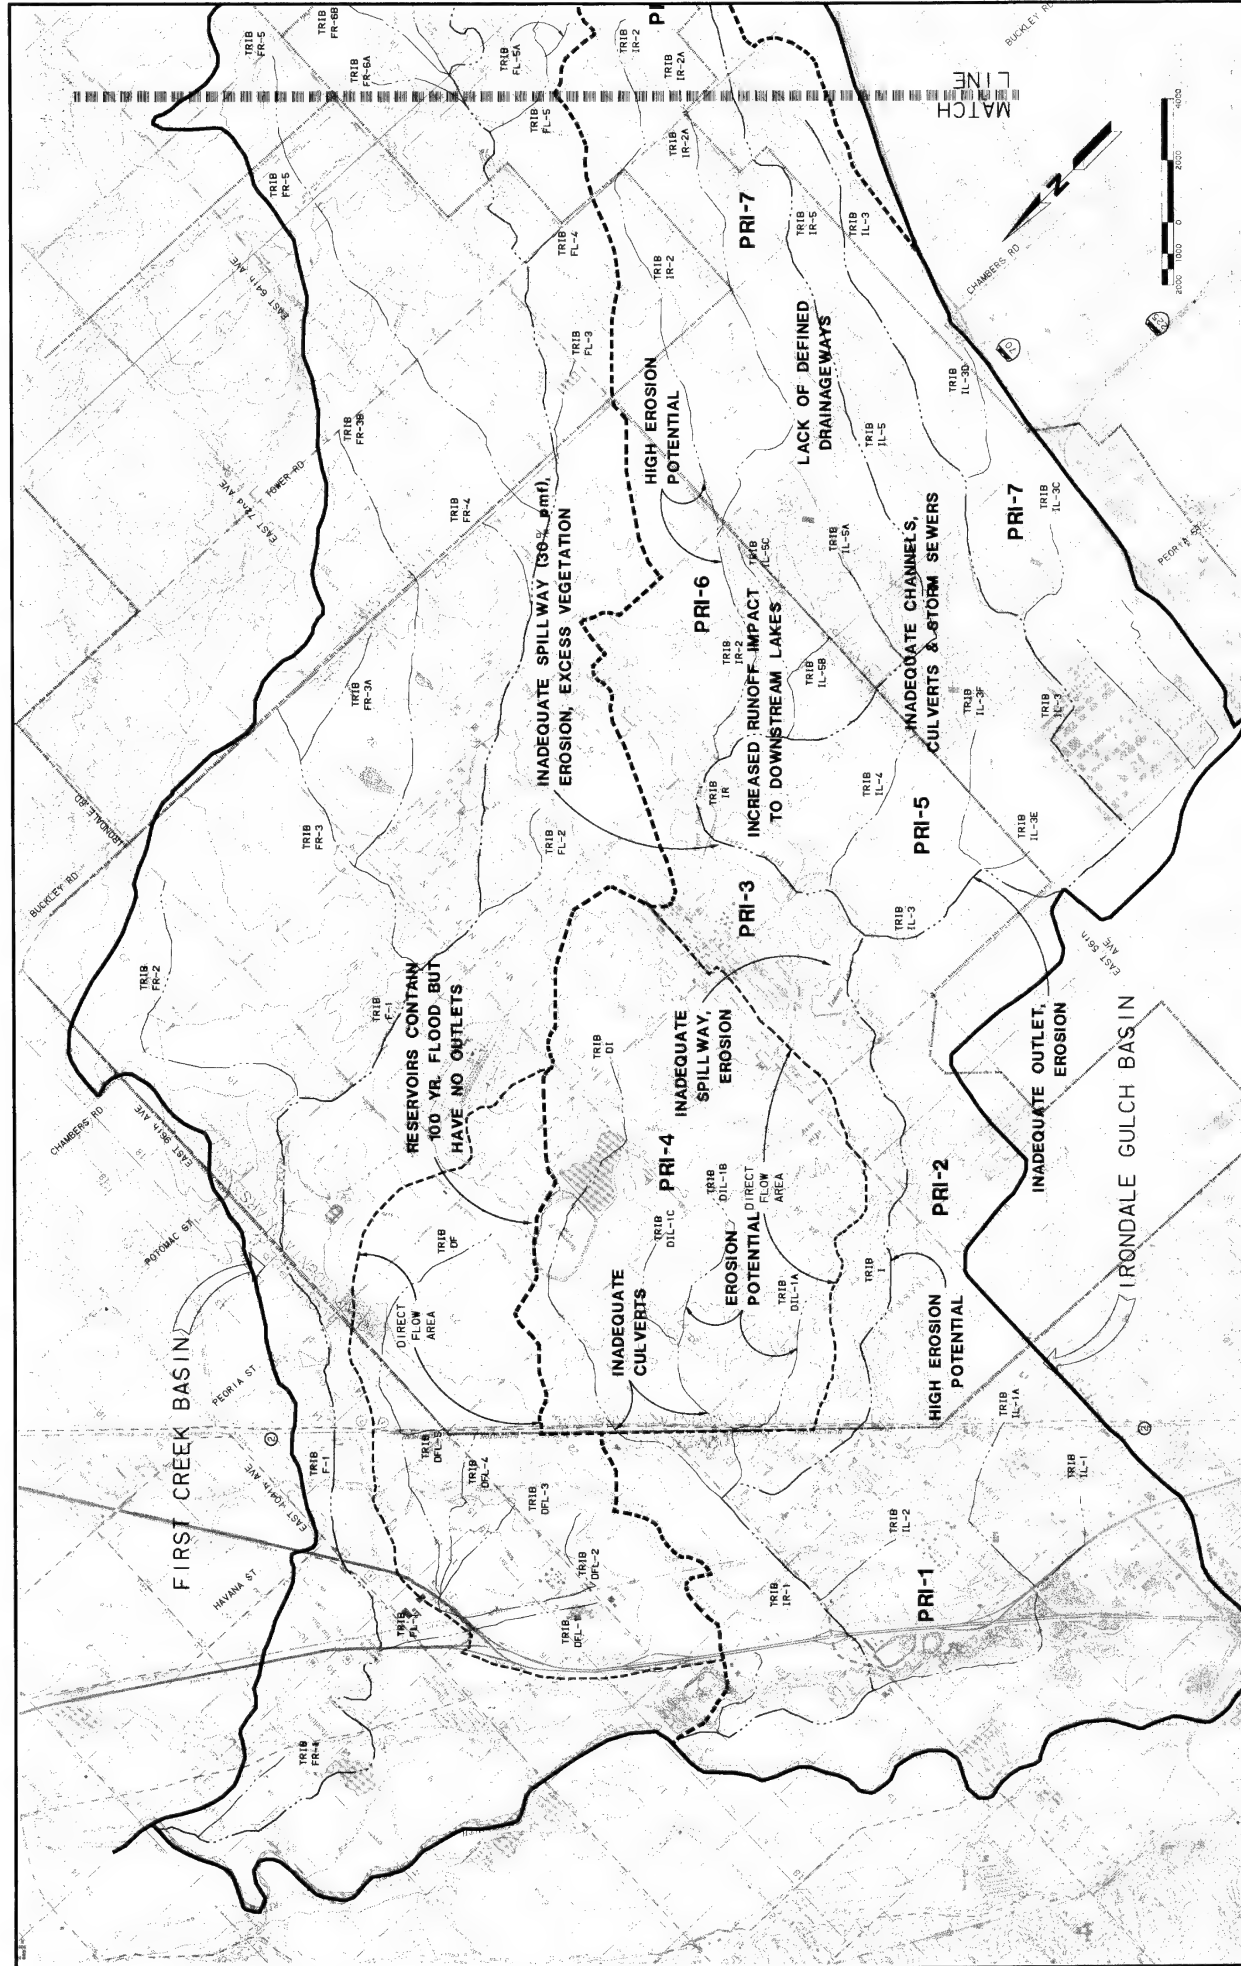 TRIB
FR-5
TRIB
FR-6B
TRIB
FR-6A
TRIB
FL-5A
TRIB
IR-2
TRIB
IR-2A
BUCKLEY RD
MATCH
LINE
TRIB
FL-5
TRIB
IR-2A
TRIB
FR-5
TRIB
FL-4
TRIB
IR-2
PRI-7
TRIB
IR-5
TRIB
IL-3
CHAMBERS RD
N
2000 1000 0 2000 4000
EAST 64th AVE
TRIB
FL-3
HIGH EROSION
POTENTIAL
LACK OF DEFINED
DRAINAGEWAYS
70
225
TRIB
IL-3D
TRIB
FR-3B
TOWER RD
EAST 72nd AVE
TRIB
FR-4
TRIB
IL-5
TRIB
IL-3C
PRI-7
PEORIA ST
INADEQUATE SPILLWAY (30% pmf),
EROSION, EXCESS VEGETATION
TRIB
IL-5C
TRIB
IL-5A
INADEQUATE CHANNELS,
CULVERTS & STORM SEWERS
PRI-6
TRIB
IR-2
TRIB
IL-5B
INCREASED RUNOFF IMPACT
TO DOWNSTREAM LAKES
TRIB
FR-3A
TRIB
IL-3F
TRIB
IL-3
TRIB
IR
TRIB
IL-4
PRI-5
TRIB
IL-3E
IRONDALE RD
BUCKLEY RD
TRIB
FR-3
TRIB
FL-2
PRI-3
TRIB
IL-3
EAST 56th
AVE
TRIB
FR-2
TRIB
F-1
RESERVOIRS CONTAIN
100 YR. FLOOD BUT
HAVE NO OUTLETS
TRIB
DI
INADEQUATE
SPILLWAY,
EROSION
INADEQUATE OUTLET,
EROSION
CHAMBERS RD
EAST 96th AVE
PRI-4
TRIB
DIL-1B
DIRECT
FLOW
AREA
PRI-2
IRONDALE GULCH BASIN
POTOMAC ST
TRIB
DF
TRIB
DIL-1C
EROSION
POTENTIAL
TRIB
DIL-1A
TRIB
I
DIRECT
FLOW
AREA
INADEQUATE
CULVERTS
HIGH EROSION
POTENTIAL
FIRST CREEK BASIN
PEORIA ST
2
TRIB
IL-1A
2
EAST 104th AVE
TRIB
F-1
TRIB
DFL-5
TRIB
DFL-4
TRIB
DFL-3
TRIB
IL-1
TRIB
IL-2
HAVANA ST
TRIB
DFL-2
TRIB
IR-1
PRI-1
TRIB
FL-1
TRIB
DFL-1
TRIB
FR-1